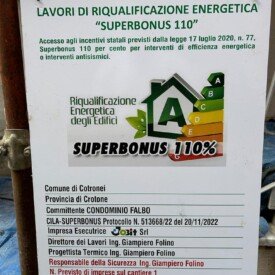 LAVORI DI RIQUALIFICAZIONE ENERGETICA
"SUPERBONUS 110"
Accesso agli incentivi statali previsti dalla legge 17 luglio 2020, n. 77,
Superbonus 110 per cento per interventi di efficienza energetica
o interventi antisismici.
Riqualificazione
Energetica
degli Edifici
A
A
B
C
D
E
SUPERBONUS 110%
Comune di Cotronei
Provincia di Crotone
Committente CONDOMINIO FALBO
CILA-SUPERBONUS Protocollo N. 513668/22 del 20/11/2022
Impresa Esecutrice Jobit Srl
Direttore dei Lavori Ing. Giampiero Folino
Progettista Termico Ing. Giampiero Folino
Responsabile della Sicurezza Ing. Giampiero Folino
N. Previsto di imprese sul cantiere 1